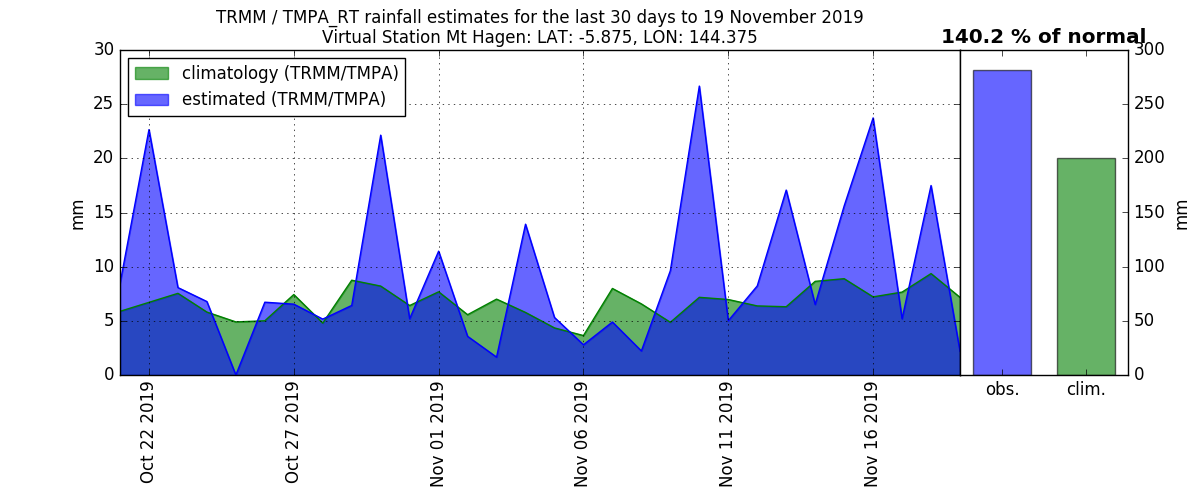 TRMM / TMPA_RT rainfall estimates for the last 30 days to 19 November 2019
Virtual Station Mt Hagen: LAT: -5.875, LON: 144.375
140.2 % of normal
climatology (TRMM/TMPA)
estimated (TRMM/TMPA)
30
25
20
15
10
5
0
mm
300
250
200
150
100
50
0
mm
Oct 22 2019
Oct 27 2019
Nov 01 2019
Nov 06 2019
Nov 11 2019
Nov 16 2019
obs.
clim.